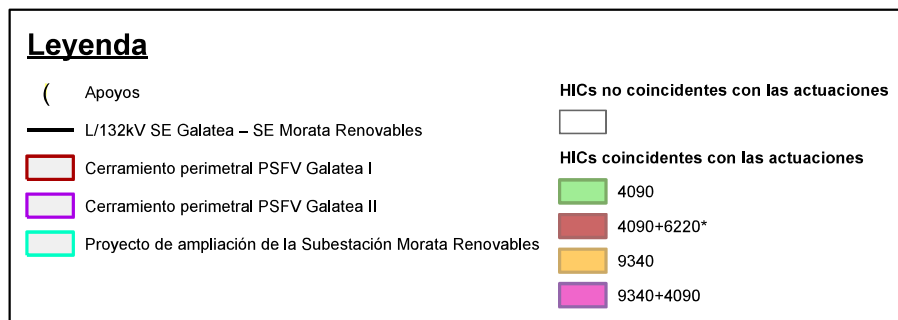 Leyenda
( Apoyos
L/132kV SE Galatea – SE Morata Renovables
Cerramiento perimetral PSFV Galatea I
Cerramiento perimetral PSFV Galatea II
Proyecto de ampliación de la Subestación Morata Renovables
HICs no coincidentes con las actuaciones
HICs coincidentes con las actuaciones
4090
4090+6220*
9340
9340+4090